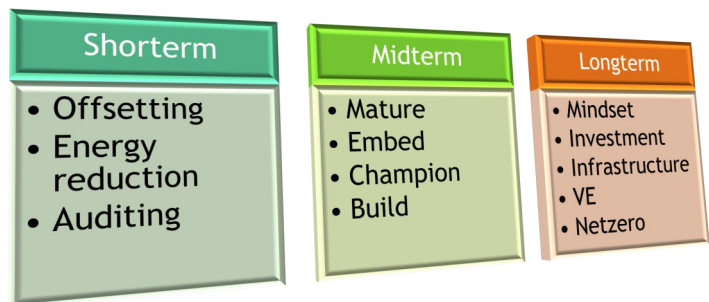 Shorterm
• Offsetting
• Energy
reduction
• Auditing
Midterm
• Mature
• Embed
• Champion
• Build
Longterm
• Mindset
• Investment
• Infrastructure
• VE
• Netzero